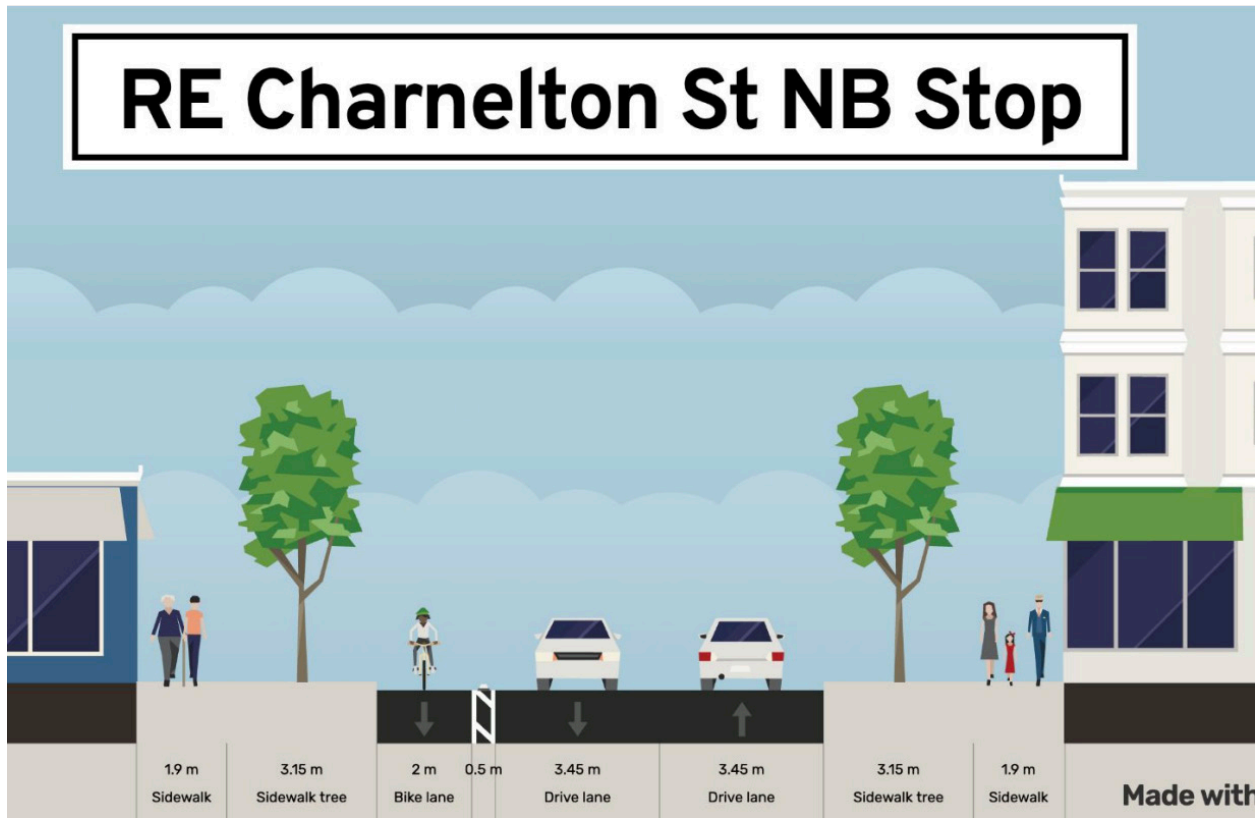 RE Charnelton St NB Stop
1.9 m 3.15 m 2 m 0.5 m 3.45 m 3.45 m 3.15 m 1.9 m
Sidewalk Sidewalk tree Bike lane Drive lane Drive lane Sidewalk tree Sidewalk
Made with